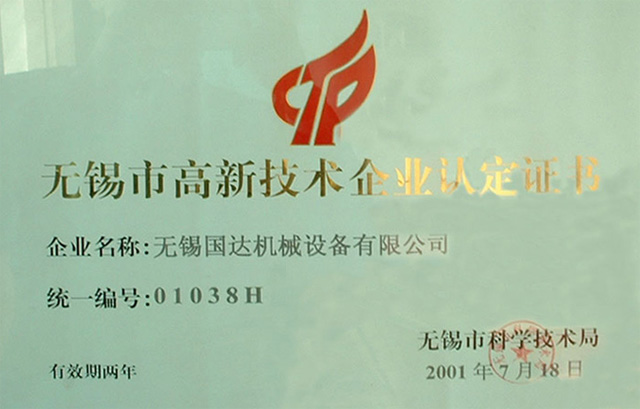 无锡市高新技术企业认定证书
企业名称:无锡国达机械设备有限公司
统一编号:01038H
无锡市科学技术局
有效期两年
2001年7月18日